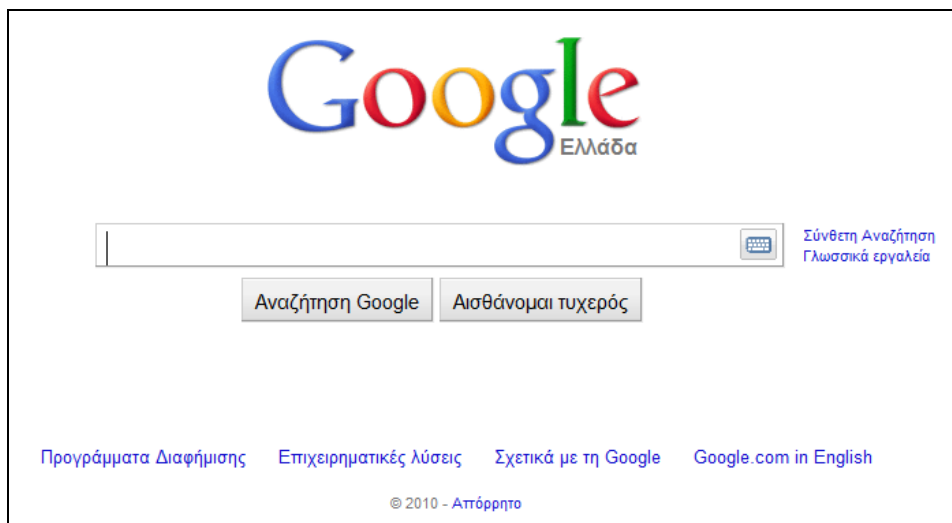 Google
Ελλάδα
Σύνθετη Αναζήτηση
Γλωσσικά εργαλεία
Αναζήτηση Google Αισθάνομαι τυχερός
Προγράμματα Διαφήμισης Επιχειρηματικές λύσεις Σχετικά με τη Google Google.com in English
© 2010 - Απόρρητο